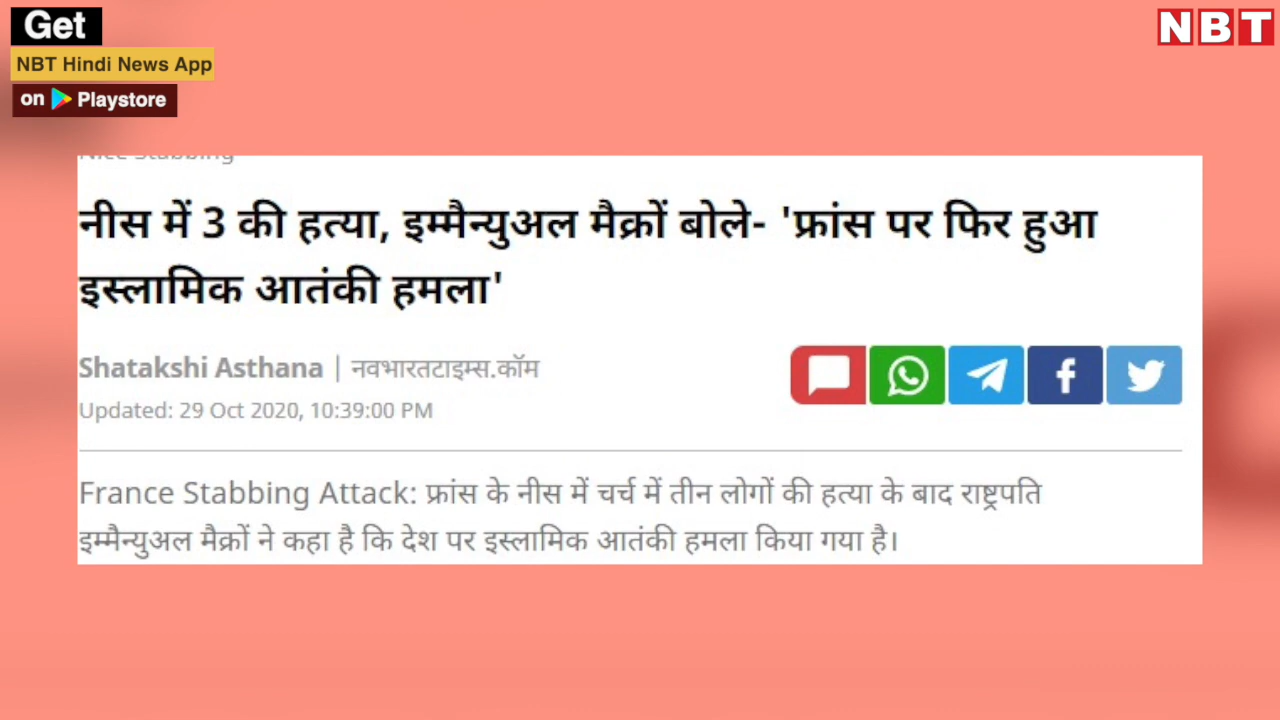 Get
NBT Hindi News App
on Playstore
NBT
Nice Stabbing
नीस में 3 की हत्या, इम्मैन्युअल मैक्रों बोले- 'फ्रांस पर फिर हुआ
इस्लामिक आतंकी हमला'
Shatakshi Asthana | नवभारतटाइम्स.कॉम
Updated: 29 Oct 2020, 10:39:00 PM
France Stabbing Attack: फ्रांस के नीस में चर्च में तीन लोगों की हत्या के बाद राष्ट्रपति
इम्मैन्युअल मैक्रों ने कहा है कि देश पर इस्लामिक आतंकी हमला किया गया है।